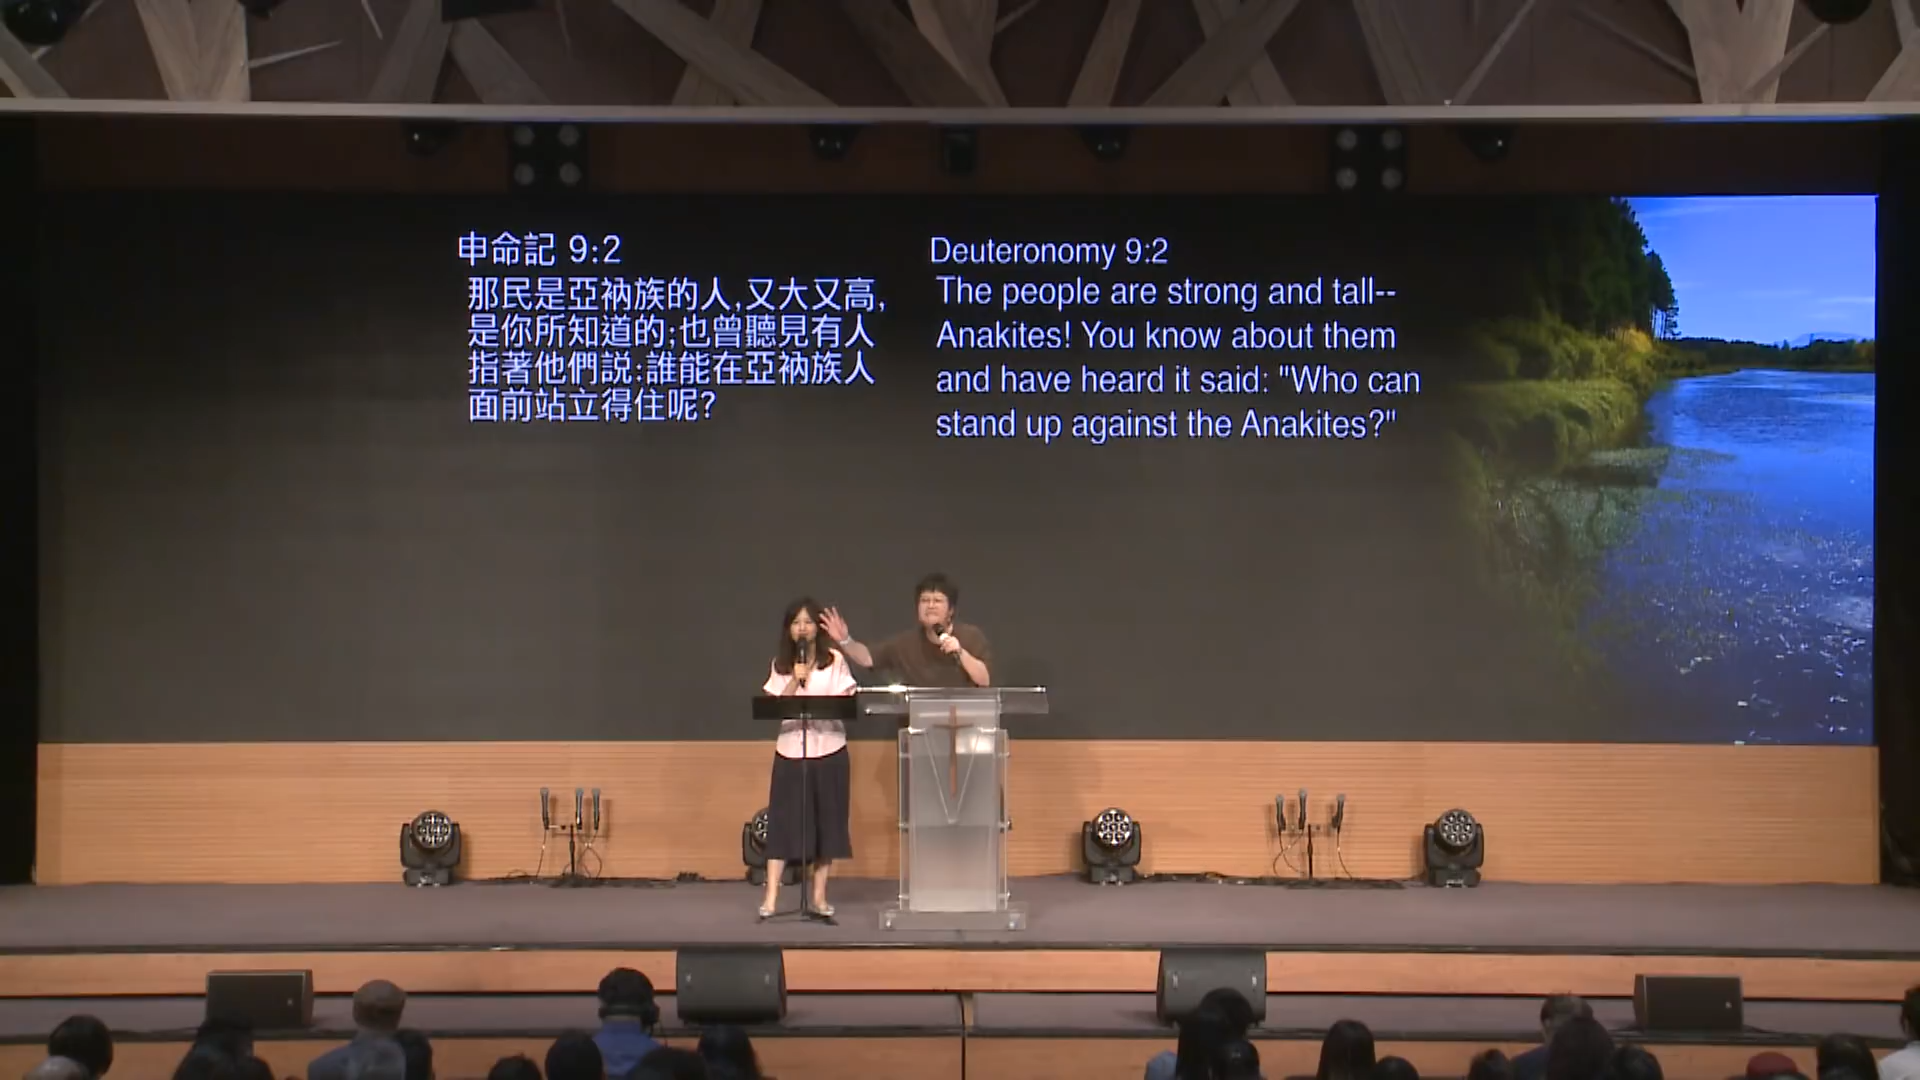 申命記 9:2
那民是亞衲族的人,又大又高,
是你所知道的;也曾聽見有人
指著他們説:誰能在亞衲族人
面前站立得住呢?
Deuteronomy 9:2
The people are strong and tall--
Anakites! You know about them
and have heard it said: "Who can
stand up against the Anakites?"